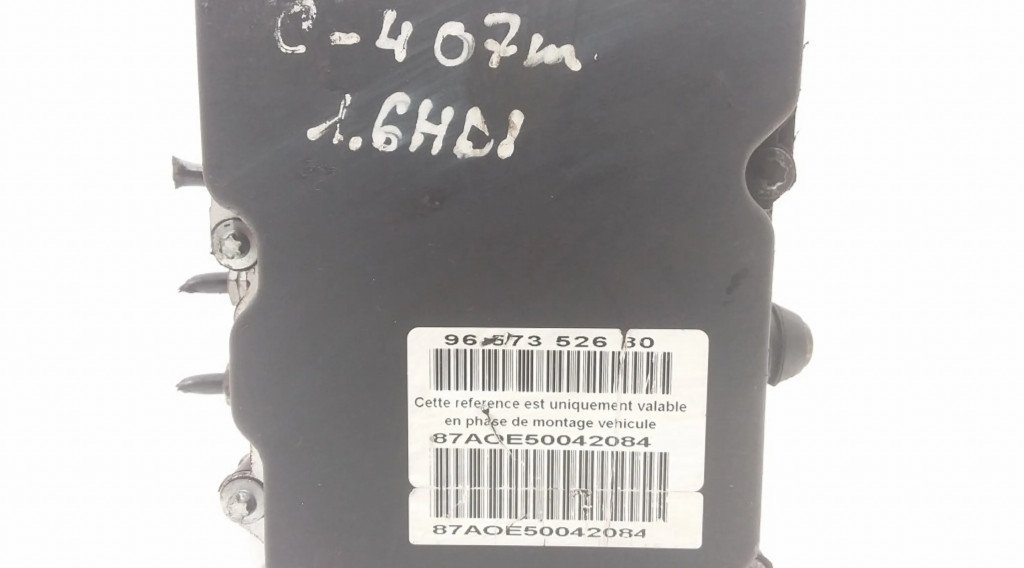 C-407m
1.6HDI
96 573 526 80
Cette reference est uniquement valable
en phase de montage vehicule
87AOE50042084
87AOE50042084